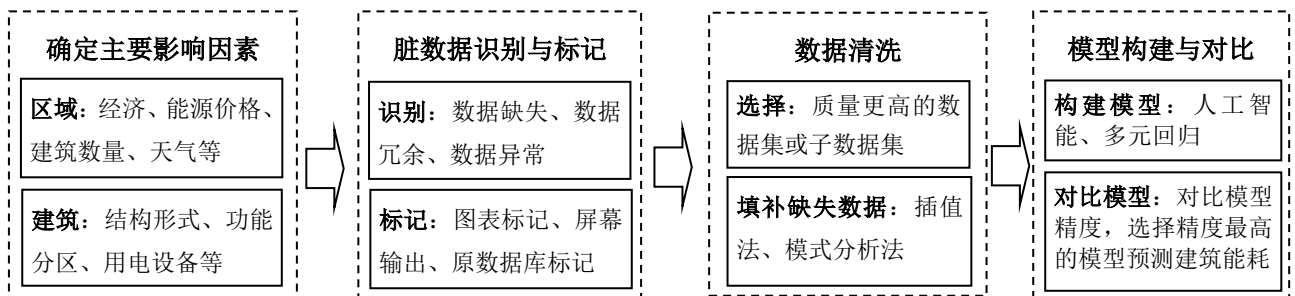 确定主要影响因素
区域：经济、能源价格、
建筑数量、天气等
建筑：结构形式、功能
分区、用电设备等
脏数据识别与标记
识别：数据缺失、数据
冗余、数据异常
标记：图表标记、屏幕
输出、原数据库标记
数据清洗
选择：质量更高的数
据集或子数据集
填补缺失数据：插值
法、模式分析法
模型构建与对比
构建模型：人工智
能、多元回归
对比模型：对比模型
精度，选择精度最高
的模型预测建筑能耗